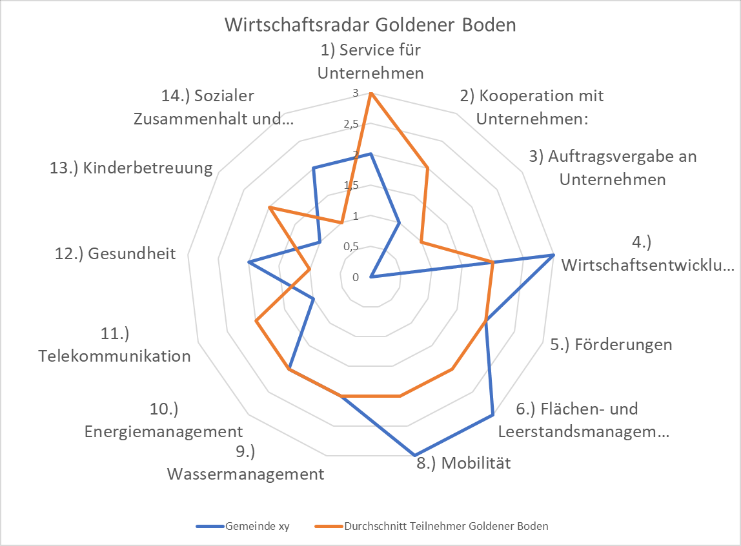 Wirtschaftsradar Goldener Boden
1) Service für
Unternehmen
2) Kooperation mit
Unternehmen:
3) Auftragsvergabe an
Unternehmen
4.)
Wirtschaftsentwicklu...
5.) Förderungen
6.) Flächen- und
Leerstandsmanagem...
8.) Mobilität
9.)
Wassermanagement
10.)
Energiemanagement
11.)
Telekommunikation
12.) Gesundheit
13.) Kinderbetreuung
14.) Sozialer
Zusammenhalt und...
3
2,5
2
1,5
1
0,5
0
Gemeinde xy
Durchschnitt Teilnehmer Goldener Boden